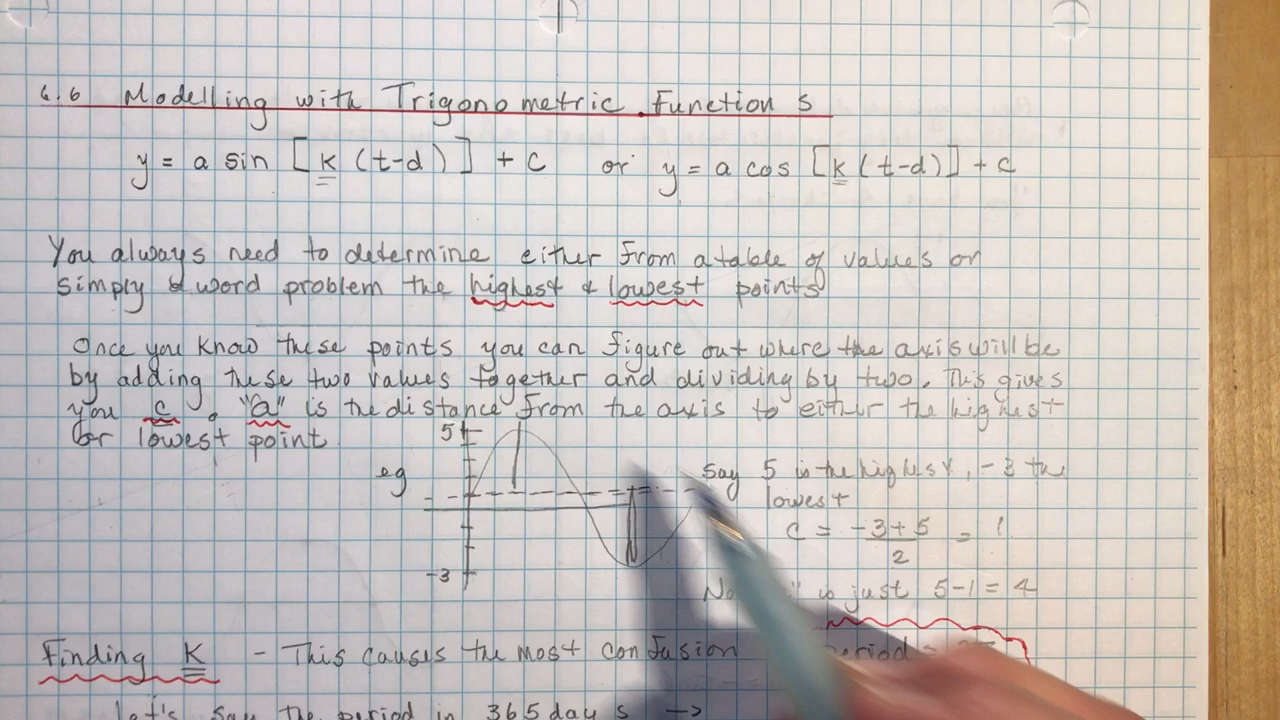 6.6 Modelling with Trigonometric Functions
y = a sin [k (t-d)] + c or y = a cos [k (t-d)] + c
You always need to determine either from a table of values or
simply word problem the highest & lowest points
Once you know these points you can figure out where the axis will be
by adding these two values together and dividing by two. This gives
you c. "a" is the distance from the axis to either the highest
or lowest point
5
eg
-3
Say 5 is the highest, -3 the
lowest
c = -3+5 / 2 = 1
is just 5-1 = 4
Finding K - This causes the most confusion period =
let's say the period in 365 days →